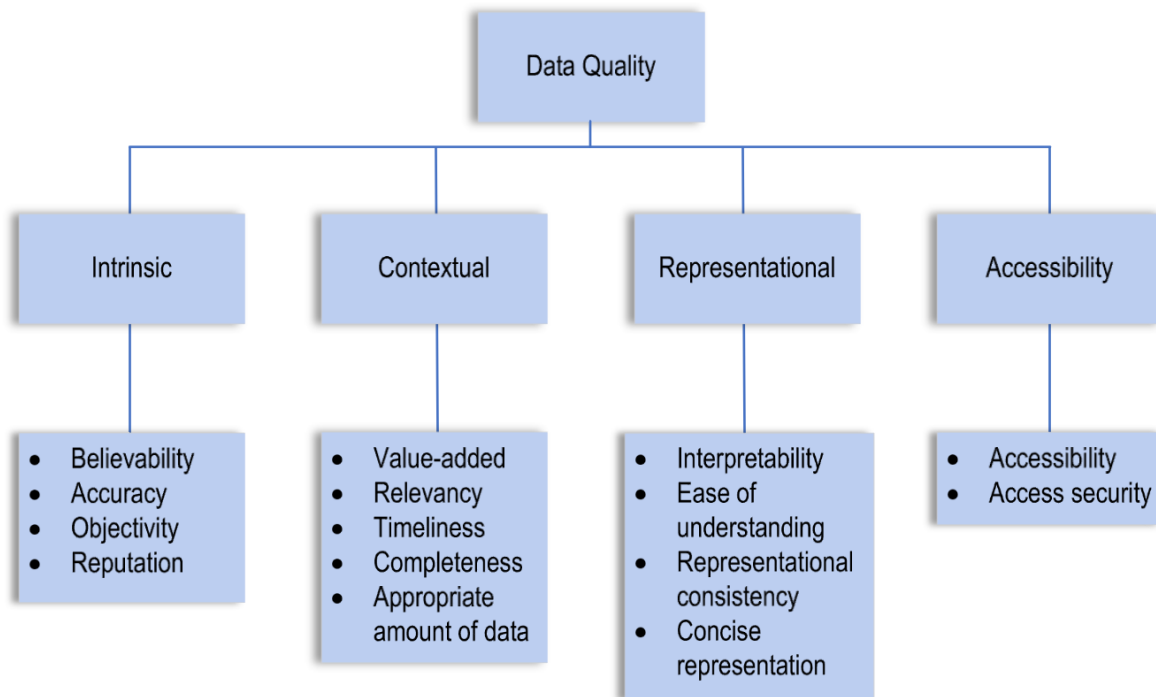 Data Quality
Intrinsic
Contextual
Representational
Accessibility
• Believability
• Accuracy
• Objectivity
• Reputation
• Value-added
• Relevancy
• Timeliness
• Completeness
• Appropriate
amount of data
• Interpretability
• Ease of
understanding
• Representational
consistency
• Concise
representation
• Accessibility
• Access security